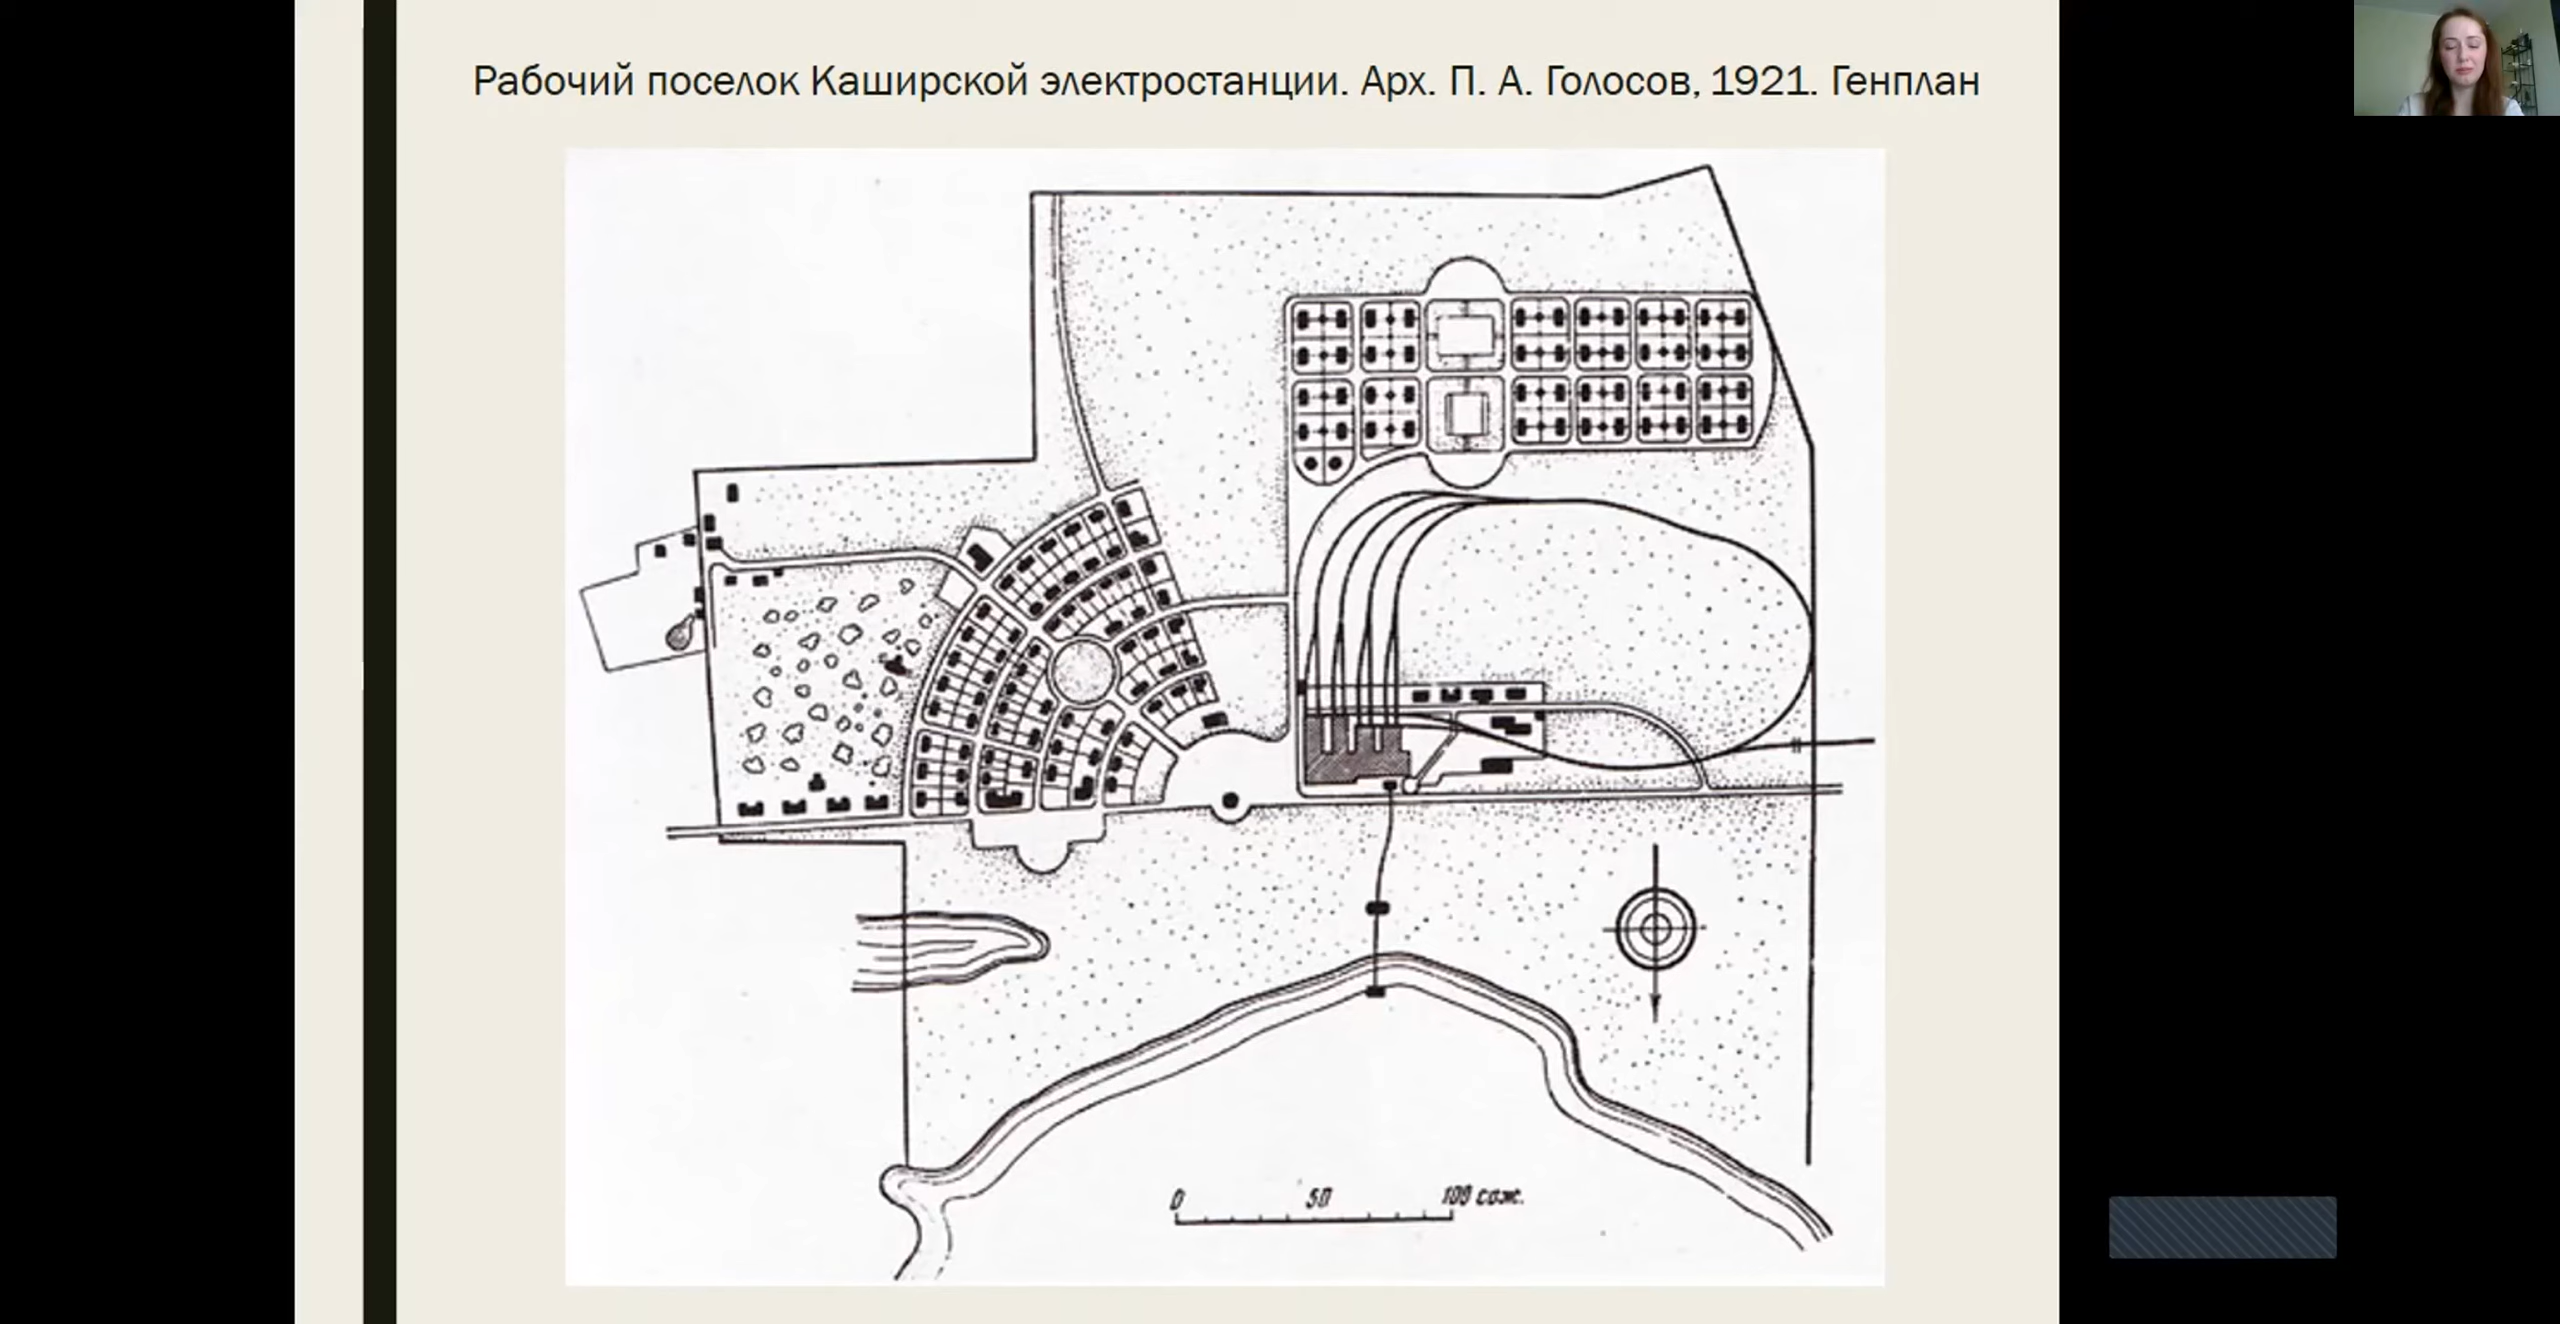 Рабочий поселок Каширской электростанции. Арх. П. А. Голосов, 1921. Генплан
0 50 100 саж.